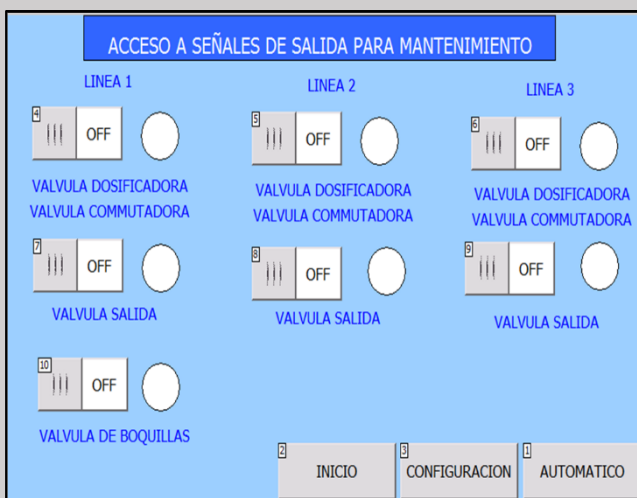 ACCESO A SEÑALES DE SALIDA PARA MANTENIMIENTO
LINEA 1
LINEA 2
LINEA 3
4 OFF
5 OFF
6 OFF
VALVULA DOSIFICADORA
VALVULA COMMUTADORA
VALVULA DOSIFICADORA
VALVULA COMMUTADORA
VALVULA DOSIFICADORA
VALVULA COMMUTADORA
7 OFF
8 OFF
9 OFF
VALVULA SALIDA
VALVULA SALIDA
VALVULA SALIDA
10 OFF
VALVULA DE BOQUILLAS
2 INICIO
3 CONFIGURACION
1 AUTOMATICO